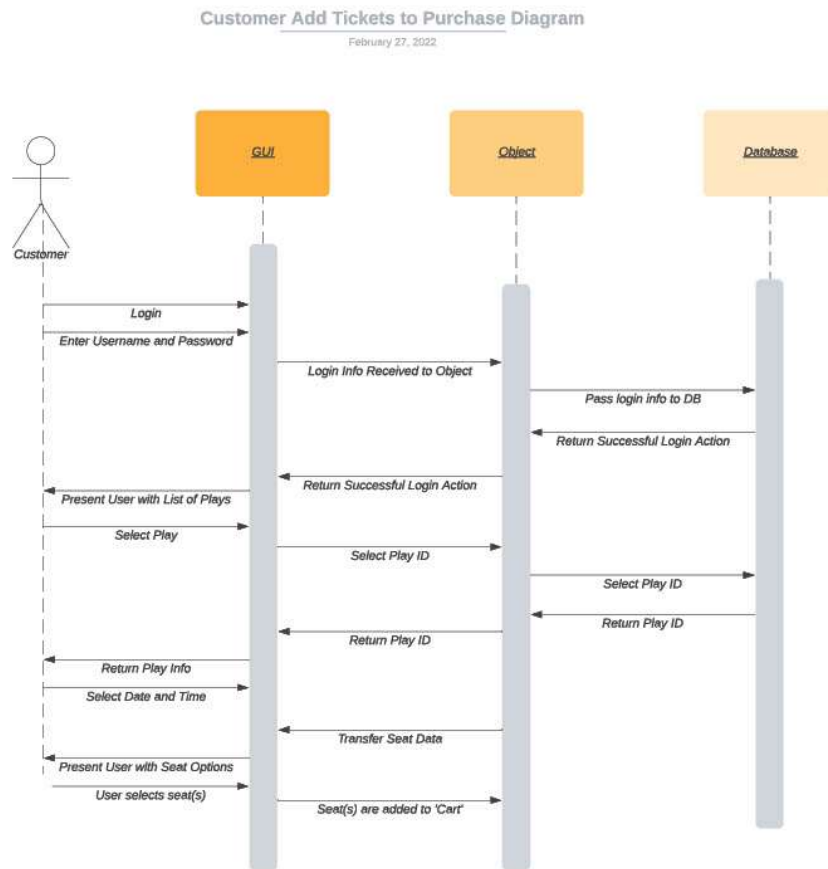 Customer Add Tickets to Purchase Diagram
February 27, 2022
GUI
Object
Database
Customer
Login
Enter Username and Password
Login Info Received to Object
Pass login info to DB
Return Successful Login Action
Return Successful Login Action
Present User with List of Plays
Select Play
Select Play ID
Select Play ID
Return Play ID
Return Play ID
Return Play Info
Select Date and Time
Transfer Seat Data
Present User with Seat Options
User selects seat(s)
Seat(s) are added to 'Cart'